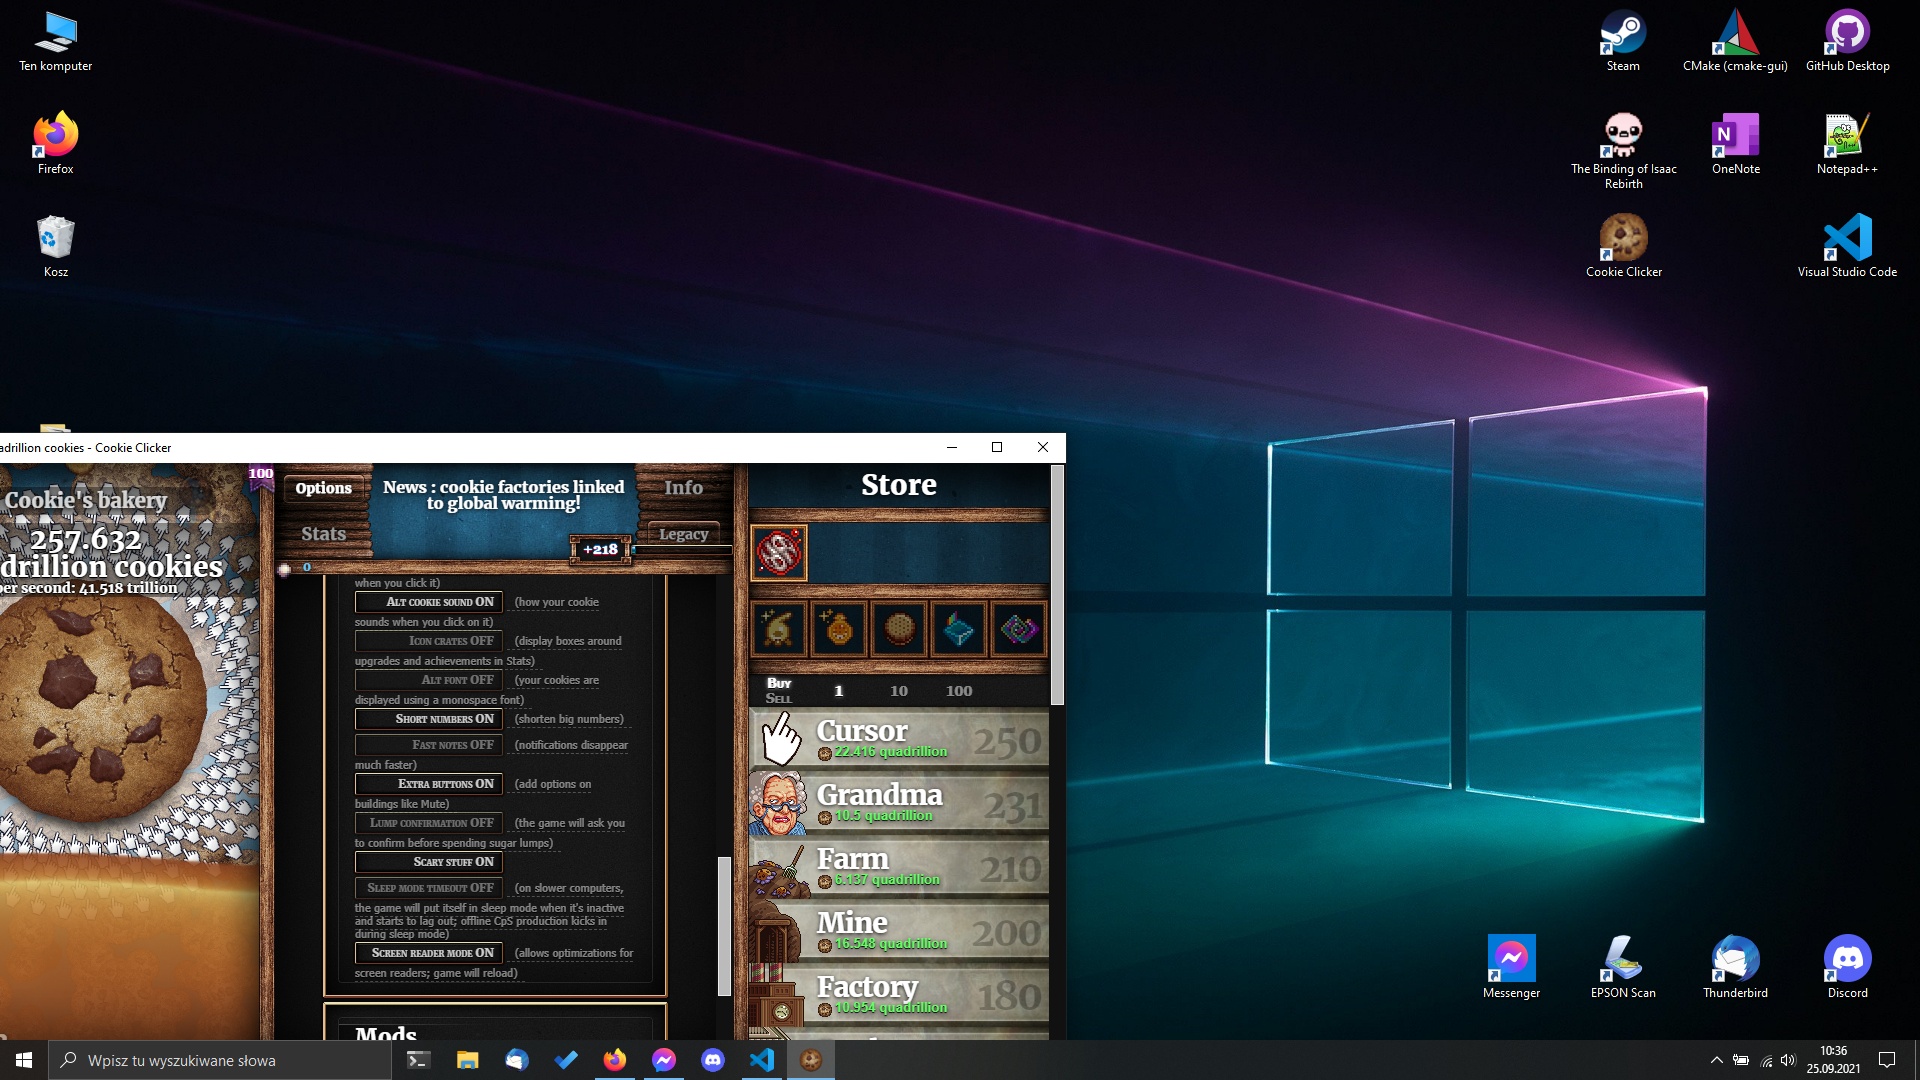 Ten komputer
Firefox
Kosz
Steam
CMake (cmake-gui)
GitHub Desktop
The Binding of Isaac
Rebirth
OneNote
Notepad++
Cookie Clicker
Visual Studio Code
adrillion cookies - Cookie Clicker
Cookie's bakery
257.632
drillion cookies
per second: 41.518 trillion
100
Options
Stats
News : cookie factories linked
to global warming!
Info
Legacy
+218
0
when you click it)
Alt cookie sound ON (how your cookie
sounds when you click on it)
Icon crates OFF (display boxes around
upgrades and achievements in Stats)
Alt font OFF (your cookies are
displayed using a monospace font)
Short numbers ON (shorten big numbers)
Fast notes OFF (notifications disappear
much faster)
Extra buttons ON (add options on
buildings like Mute)
Lump confirmation OFF (the game will ask you
to confirm before spending sugar lumps)
Scary stuff ON
Sleep mode timeout OFF (on slower computers,
the game will put itself in sleep mode when it's inactive
and starts to lag out; offline CpS production kicks in
during sleep mode)
Screen reader mode ON (allows optimizations for
screen readers; game will reload)
Mods
Store
Buy
Sell
1
10
100
Cursor
22.416 quadrillion
250
Grandma
10.5 quadrillion
231
Farm
6.137 quadrillion
210
Mine
16.548 quadrillion
200
Factory
10.954 quadrillion
180
Messenger
EPSON Scan
Thunderbird
Discord
Wpisz tu wyszukiwane słowa
10:36
25.09.2021